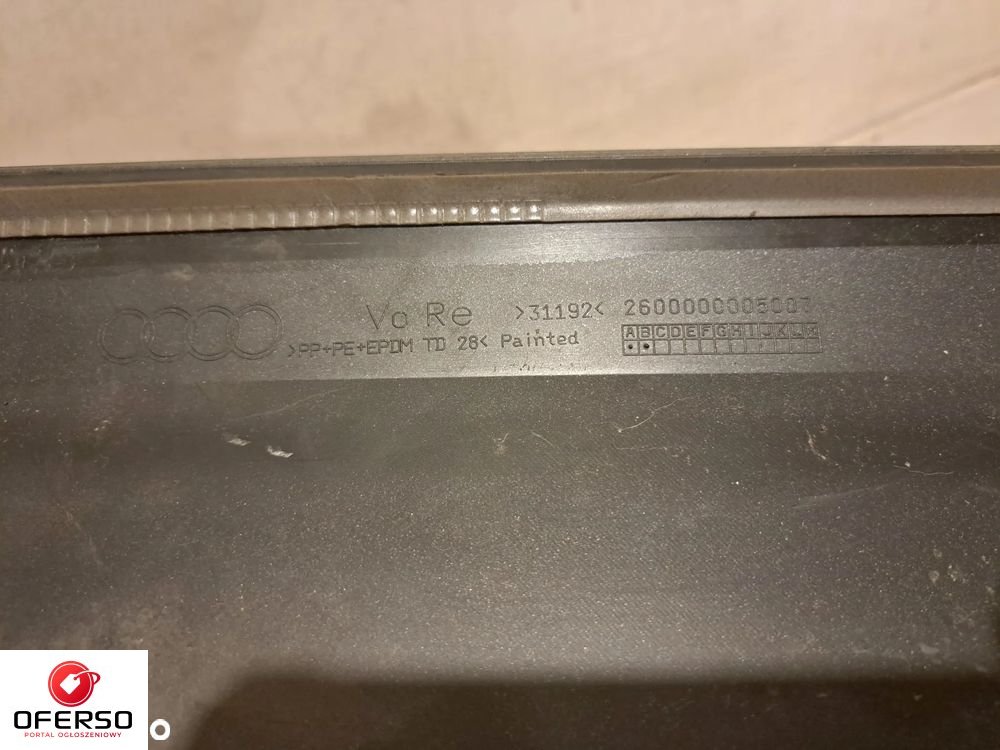 Vo Re >31192< 2600000005007
>PP+PE+EPDM TD 28< Painted
A B C D E F G H I J K L
OFERSO
PORTAL OGŁOSZENIOWY